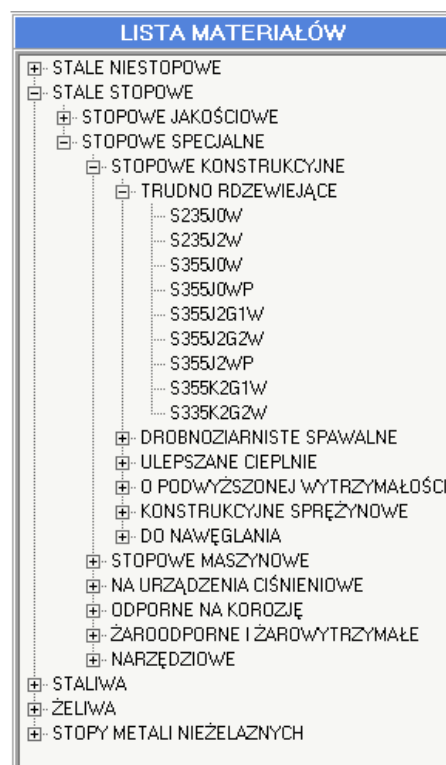 LISTA MATERIAŁÓW
STALE NIESTOPOWE
STALE STOPOWE
STOPOWE JAKOŚCIOWE
STOPOWE SPECJALNE
STOPOWE KONSTRUKCYJNE
TRUDNO RDZEWIEJĄCE
S235J0W
S235J2W
S355J0W
S355J0WP
S355J2G1W
S355J2G2W
S355J2WP
S355K2G1W
S335K2G2W
DROBNOZIARNISTE SPAWALNE
ULEPSZANE CIEPLNIE
O PODWYŻSZONEJ WYTRZYMAŁOŚCI
KONSTRUKCYJNE SPRĘŻYNOWE
DO NAWĘGLANIA
STOPOWE MASZYNOWE
NA URZĄDZENIA CIŚNIENIOWE
ODPORNE NA KOROZJĘ
ŻAROODPORNE I ŻAROWYTRZYMAŁE
NARZĘDZIOWE
STALIWA
ŻELIWA
STOPY METALI NIEŻELAZNYCH